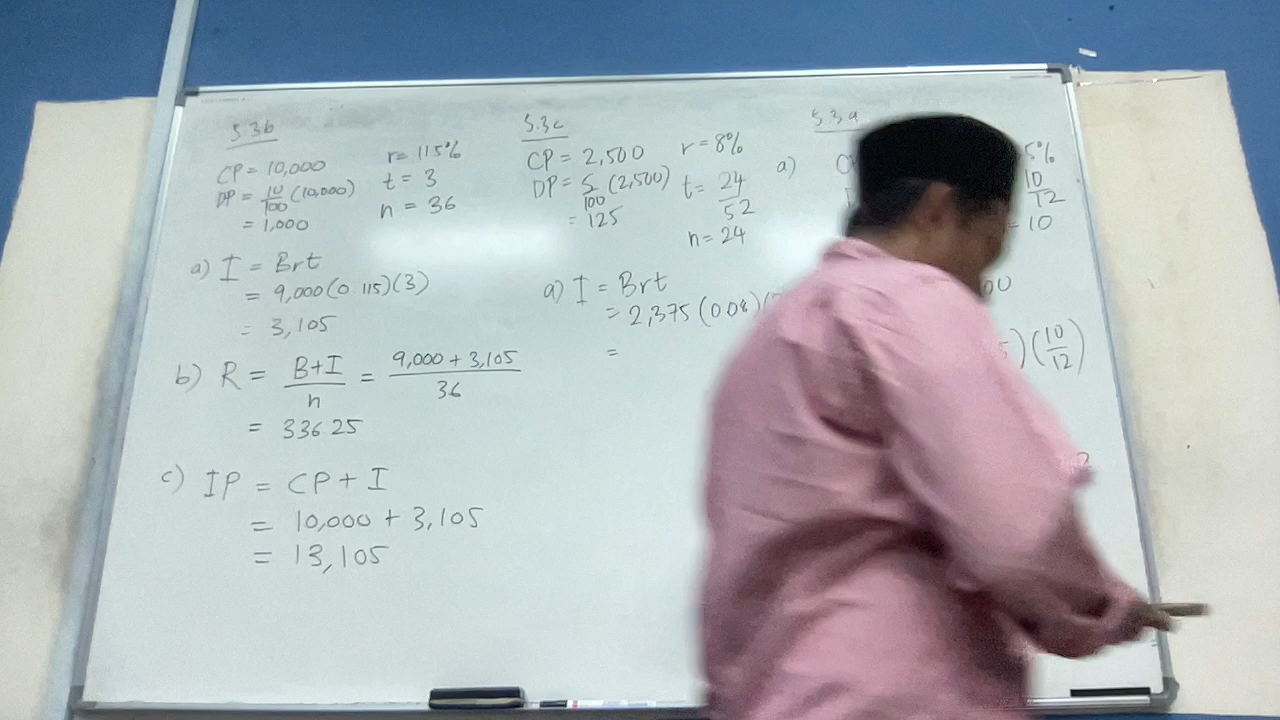 5.3b
CP = 10,000
r = 11.5%
DP = 10/100 (10,000)
t = 3
= 1,000
n = 36
a) I = Brt
= 9,000 (0.115)(3)
= 3,105
b) R = B+I/n = 9,000 + 3,105/36
= 336.25
c) IP = CP + I
= 10,000 + 3,105
= 13,105
5.3c
CP = 2,500
r = 8%
DP = 5/100 (2,500)
t = 24/52
= 125
n = 24
a) I = Brt
= 2,375 (0.08)(
=
5.3a
a)
5%
10/12
= 10
00
)(10/12)